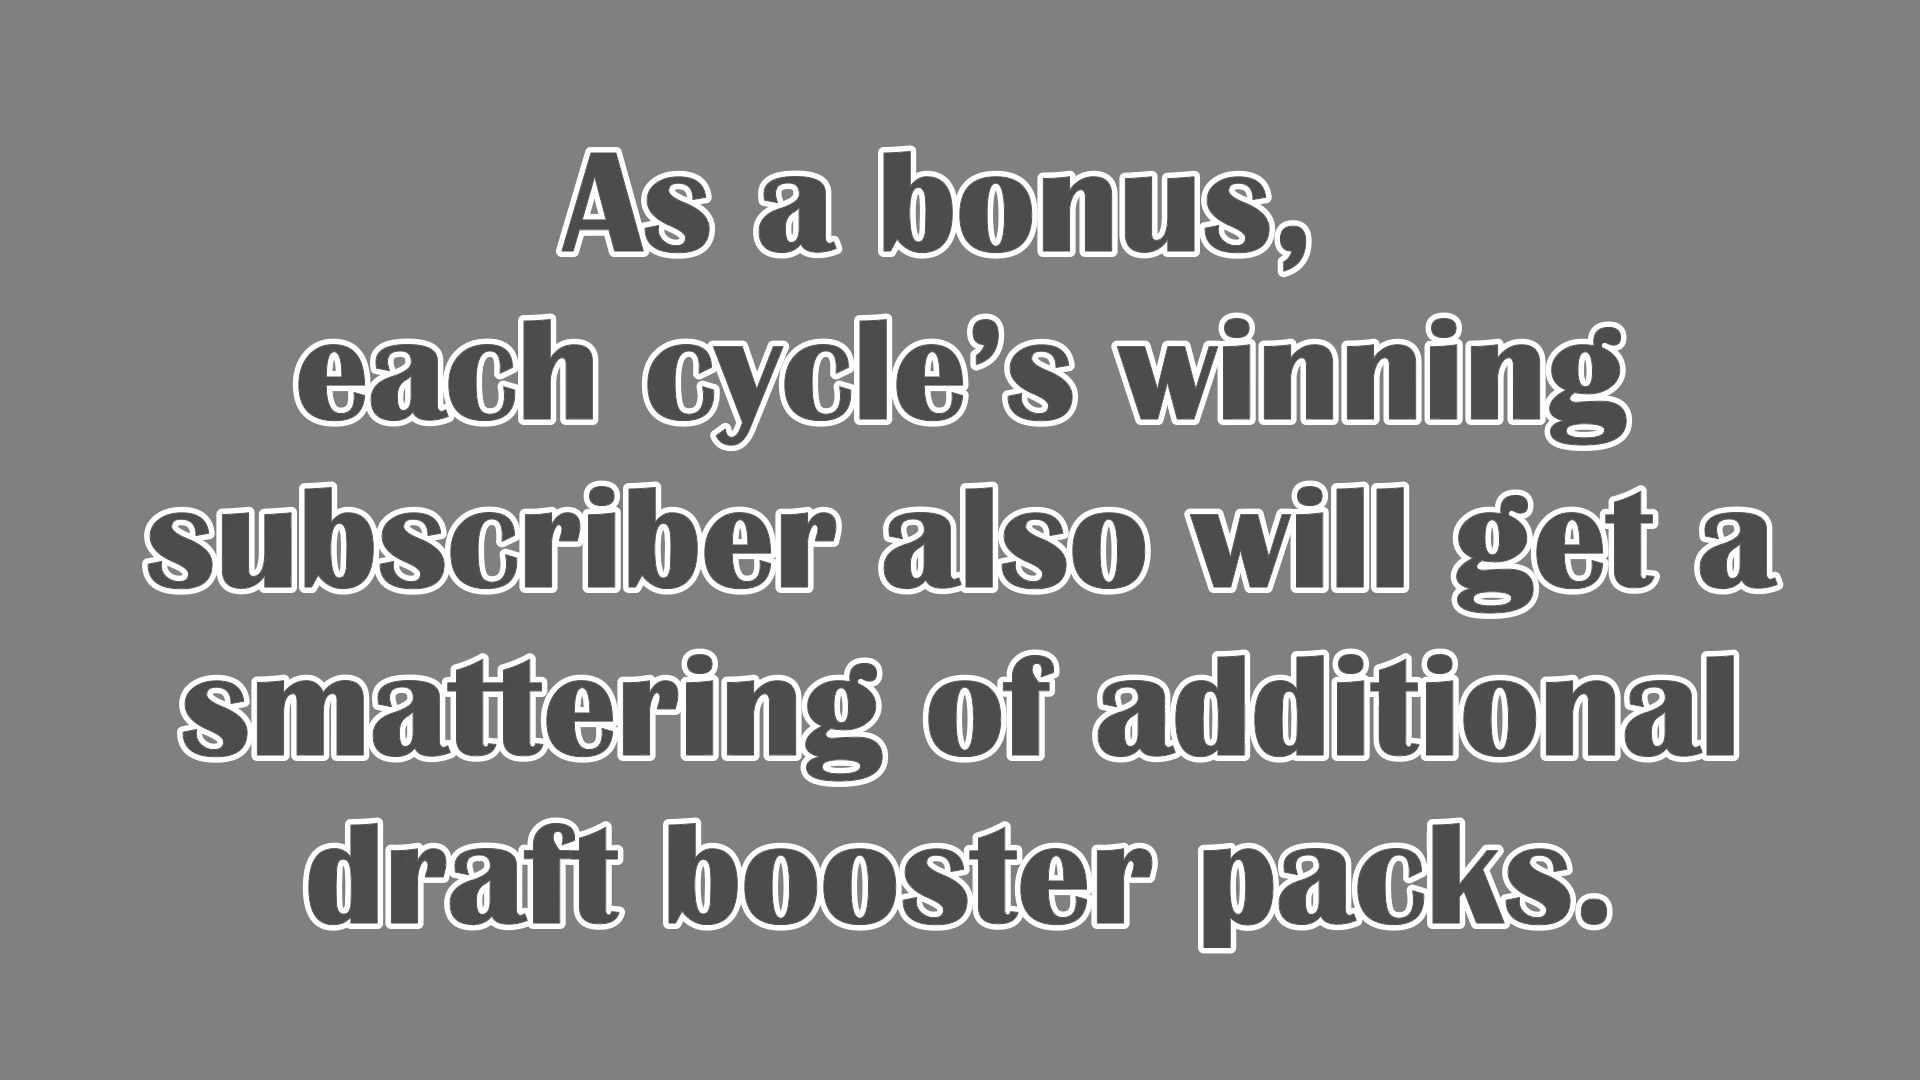 As a bonus,
each cycle’s winning
subscriber also will get a
smattering of additional
draft booster packs.